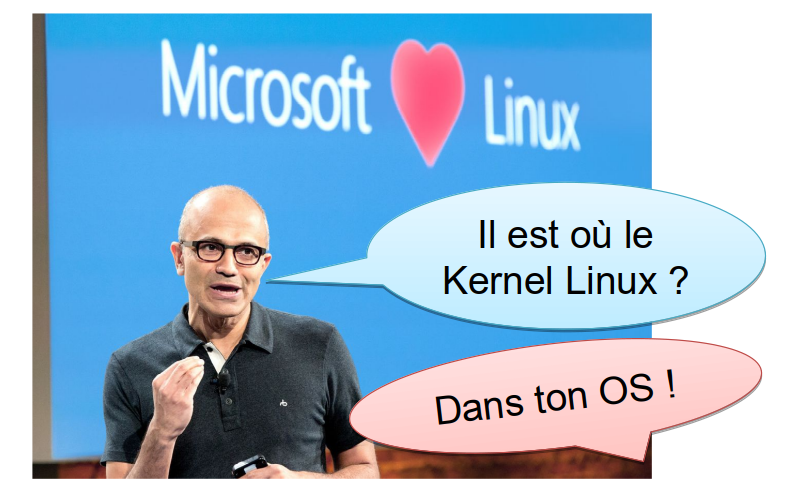 Microsoft ❤ Linux
Il est où le
Kernel Linux ?
Dans ton OS !